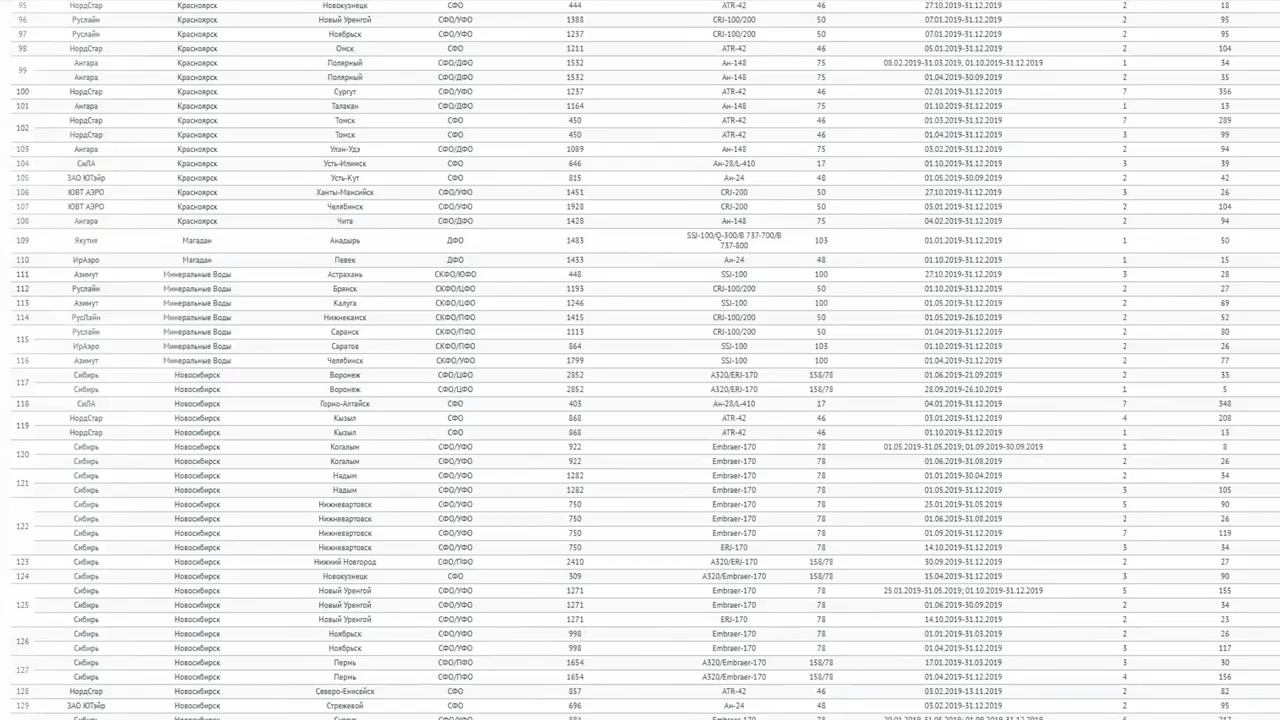 95 НордСтар Красноярск Новокузнецк СФО 444 ATR-42 46 27.10.2019-31.12.2019 2 18
96 Руслайн Красноярск Новый Уренгой СФО/УФО 1388 CRJ-100/200 50 07.01.2019-31.12.2019 2 95
97 Руслайн Красноярск Ноябрьск СФО/УФО 1237 CRJ-100/200 50 07.01.2019-31.12.2019 2 95
98 НордСтар Красноярск Омск СФО 1211 ATR-42 46 05.01.2019-31.12.2019 2 104
99 Ангара Красноярск Полярный СФО/ДФО 1532 Ан-148 75 08.02.2019-31.03.2019, 01.10.2019-31.12.2019 1 34
Ангара Красноярск Полярный СФО/ДФО 1532 Ан-148 75 01.04.2019-30.09.2019 2 35
100 НордСтар Красноярск Сургут СФО/УФО 1237 ATR-42 46 02.01.2019-31.12.2019 7 356
101 Ангара Красноярск Талакан СФО/ДФО 1164 Ан-148 75 01.10.2019-31.12.2019 1 13
102 НордСтар Красноярск Томск СФО 450 ATR-42 46 01.03.2019-31.12.2019 7 289
НордСтар Красноярск Томск СФО 450 ATR-42 46 01.04.2019-31.12.2019 3 99
103 Ангара Красноярск Улан-Удэ СФО/ДФО 1089 Ан-148 75 03.02.2019-31.12.2019 2 94
104 СиЛА Красноярск Усть-Илимск СФО 646 Ан-28/L-410 17 01.10.2019-31.12.2019 3 39
105 ЗАО ЮТэйр Красноярск Усть-Кут СФО 815 Ан-24 48 01.05.2019-30.09.2019 2 42
106 ЮВТ АЭРО Красноярск Ханты-Мансийск СФО/УФО 1451 CRJ-200 50 27.10.2019-31.12.2019 3 26
107 ЮВТ АЭРО Красноярск Челябинск СФО/УФО 1928 CRJ-200 50 03.01.2019-31.12.2019 2 104
108 Ангара Красноярск Чита СФО/ДФО 1428 Ан-148 75 04.02.2019-31.12.2019 2 94
109 Якутия Магадан Анадырь ДФО 1483 SSJ-100/Q-300/B 737-700/B 737-800 103 01.01.2019-31.12.2019 1 50
110 ИрАэро Магадан Певек ДФО 1433 Ан-24 48 01.10.2019-31.12.2019 1 15
111 Азимут Минеральные Воды Астрахань СКФО/ЮФО 448 SSJ-100 100 27.10.2019-31.12.2019 3 28
112 Руслайн Минеральные Воды Брянск СКФО/ЦФО 1193 CRJ-100/200 50 01.10.2019-31.12.2019 2 27
113 Азимут Минеральные Воды Калуга СКФО/ЦФО 1246 SSJ-100 100 01.05.2019-31.12.2019 2 69
114 РусЛайн Минеральные Воды Нижнекамск СКФО/ПФО 1415 CRJ-100/200 50 01.05.2019-26.10.2019 2 52
115 Руслайн Минеральные Воды Саранск СКФО/ПФО 1113 CRJ-100/200 50 01.04.2019-31.12.2019 2 80
ИрАэро Минеральные Воды Саратов СКФО/ПФО 864 SSJ-100 103 01.10.2019-31.12.2019 2 26
116 Азимут Минеральные Воды Челябинск СКФО/УФО 1799 SSJ-100 100 01.04.2019-31.12.2019 2 77
117 Сибирь Новосибирск Воронеж СФО/ЦФО 2852 A320/ERJ-170 158/78 01.06.2019-21.09.2019 2 33
Сибирь Новосибирск Воронеж СФО/ЦФО 2852 A320/ERJ-170 158/78 28.09.2019-26.10.2019 1 5
118 СиЛА Новосибирск Горно-Алтайск СФО 403 Ан-28/L-410 17 04.01.2019-31.12.2019 7 348
119 НордСтар Новосибирск Кызыл СФО 868 ATR-42 46 03.01.2019-31.12.2019 4 208
НордСтар Новосибирск Кызыл СФО 868 ATR-42 46 01.10.2019-31.12.2019 1 13
120 Сибирь Новосибирск Когалым СФО/УФО 922 Embraer-170 78 01.05.2019-31.05.2019; 01.09.2019-30.09.2019 1 8
Сибирь Новосибирск Когалым СФО/УФО 922 Embraer-170 78 01.06.2019-31.08.2019 2 26
121 Сибирь Новосибирск Надым СФО/УФО 1282 Embraer-170 78 01.01.2019-30.04.2019 2 34
Сибирь Новосибирск Надым СФО/УФО 1282 Embraer-170 78 01.05.2019-31.12.2019 3 105
122 Сибирь Новосибирск Нижневартовск СФО/УФО 750 Embraer-170 78 25.01.2019-31.05.2019 5 90
Сибирь Новосибирск Нижневартовск СФО/УФО 750 Embraer-170 78 01.06.2019-31.08.2019 2 26
Сибирь Новосибирск Нижневартовск СФО/УФО 750 Embraer-170 78 01.09.2019-31.12.2019 7 119
Сибирь Новосибирск Нижневартовск СФО/УФО 750 ERJ-170 78 14.10.2019-31.12.2019 3 34
123 Сибирь Новосибирск Нижний Новгород СФО/ПФО 2410 A320/ERJ-170 158/78 30.09.2019-31.12.2019 2 27
124 Сибирь Новосибирск Новокузнецк СФО 309 A320/Embraer-170 158/78 15.04.2019-31.12.2019 3 90
125 Сибирь Новосибирск Новый Уренгой СФО/УФО 1271 Embraer-170 78 25.01.2019-31.05.2019; 01.10.2019-31.12.2019 5 155
Сибирь Новосибирск Новый Уренгой СФО/УФО 1271 Embraer-170 78 01.06.2019-30.09.2019 2 34
Сибирь Новосибирск Новый Уренгой СФО/УФО 1271 ERJ-170 78 14.10.2019-31.12.2019 2 23
126 Сибирь Новосибирск Ноябрьск СФО/УФО 998 Embraer-170 78 01.01.2019-31.03.2019 2 26
Сибирь Новосибирск Ноябрьск СФО/УФО 998 Embraer-170 78 01.04.2019-31.12.2019 3 117
127 Сибирь Новосибирск Пермь СФО/ПФО 1654 A320/Embraer-170 158/78 17.01.2019-31.03.2019 3 30
Сибирь Новосибирск Пермь СФО/ПФО 1654 A320/Embraer-170 158/78 01.04.2019-31.12.2019 4 156
128 НордСтар Новосибирск Северо-Енисейск СФО 857 ATR-42 46 03.02.2019-13.11.2019 2 82
129 ЗАО ЮТэйр Новосибирск Стрежевой СФО 696 Ан-24 48 03.02.2019-31.12.2019 2 95